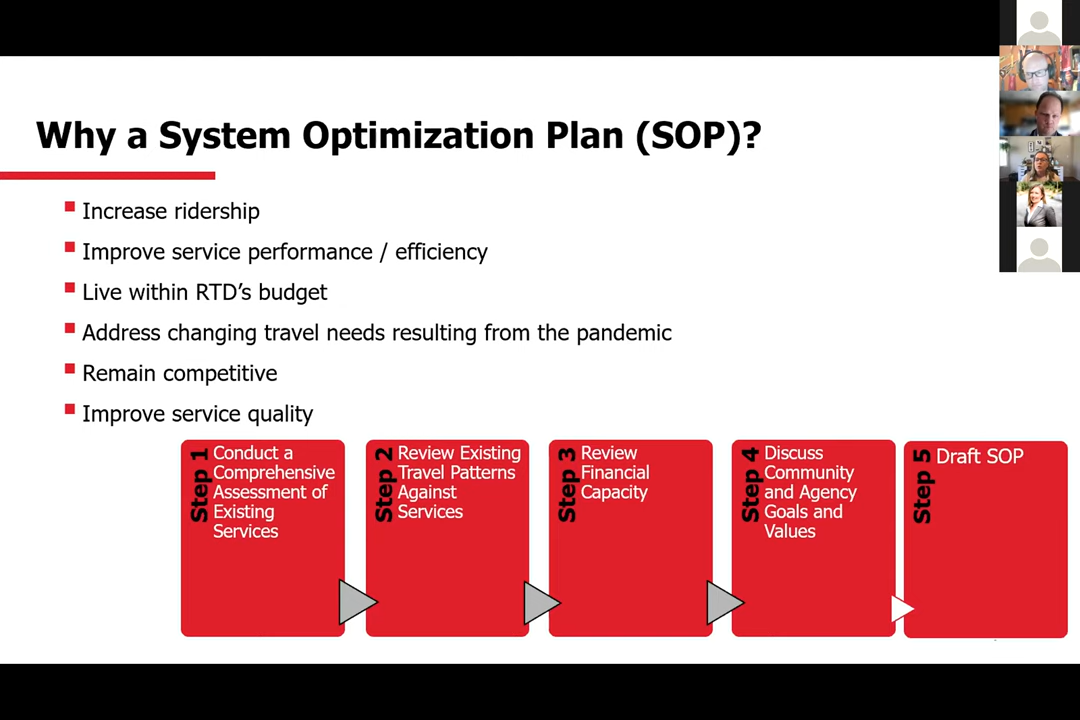 Why a System Optimization Plan (SOP)?
Increase ridership
Improve service performance / efficiency
Live within RTD's budget
Address changing travel needs resulting from the pandemic
Remain competitive
Improve service quality
Step 1
Conduct a
Comprehensive
Assessment of
Existing
Services
Step 2
Review Existing
Travel Patterns
Against
Services
Step 3
Review
Financial
Capacity
Step 4
Discuss
Community
and Agency
Goals and
Values
Step 5
Draft SOP